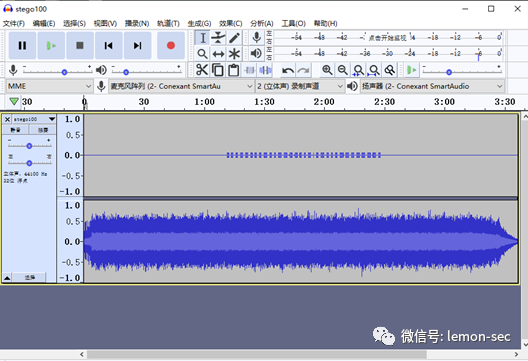 stego100
文件(F) 编辑(E) 选择(S) 视图(V) 播录(N) 轨道(T) 生成(G) 效果(C) 分析(A) 工具(O) 帮助(H)
左 -54 -48 -42 点击开始监视 -18 -12 -6 0
右
左 -54 -48 -42 -36 -30 -24 -18 -12 -6 0
右
MME 麦克风阵列 (2- Conexant SmartAu 2 (立体声) 录制声道 扬声器 (2- Conexant SmartAudio)
30 0 30 1:00 1:30 2:00 2:30 3:00 3:30
stego100
静音 独奏
- +
左 右
立体声, 44100 Hz
32位 浮点
选择
1.0
0.5
0.0
-0.5
-1.0
1.0
0.5
0.0
-0.5
-1.0
微信号: lemon-sec